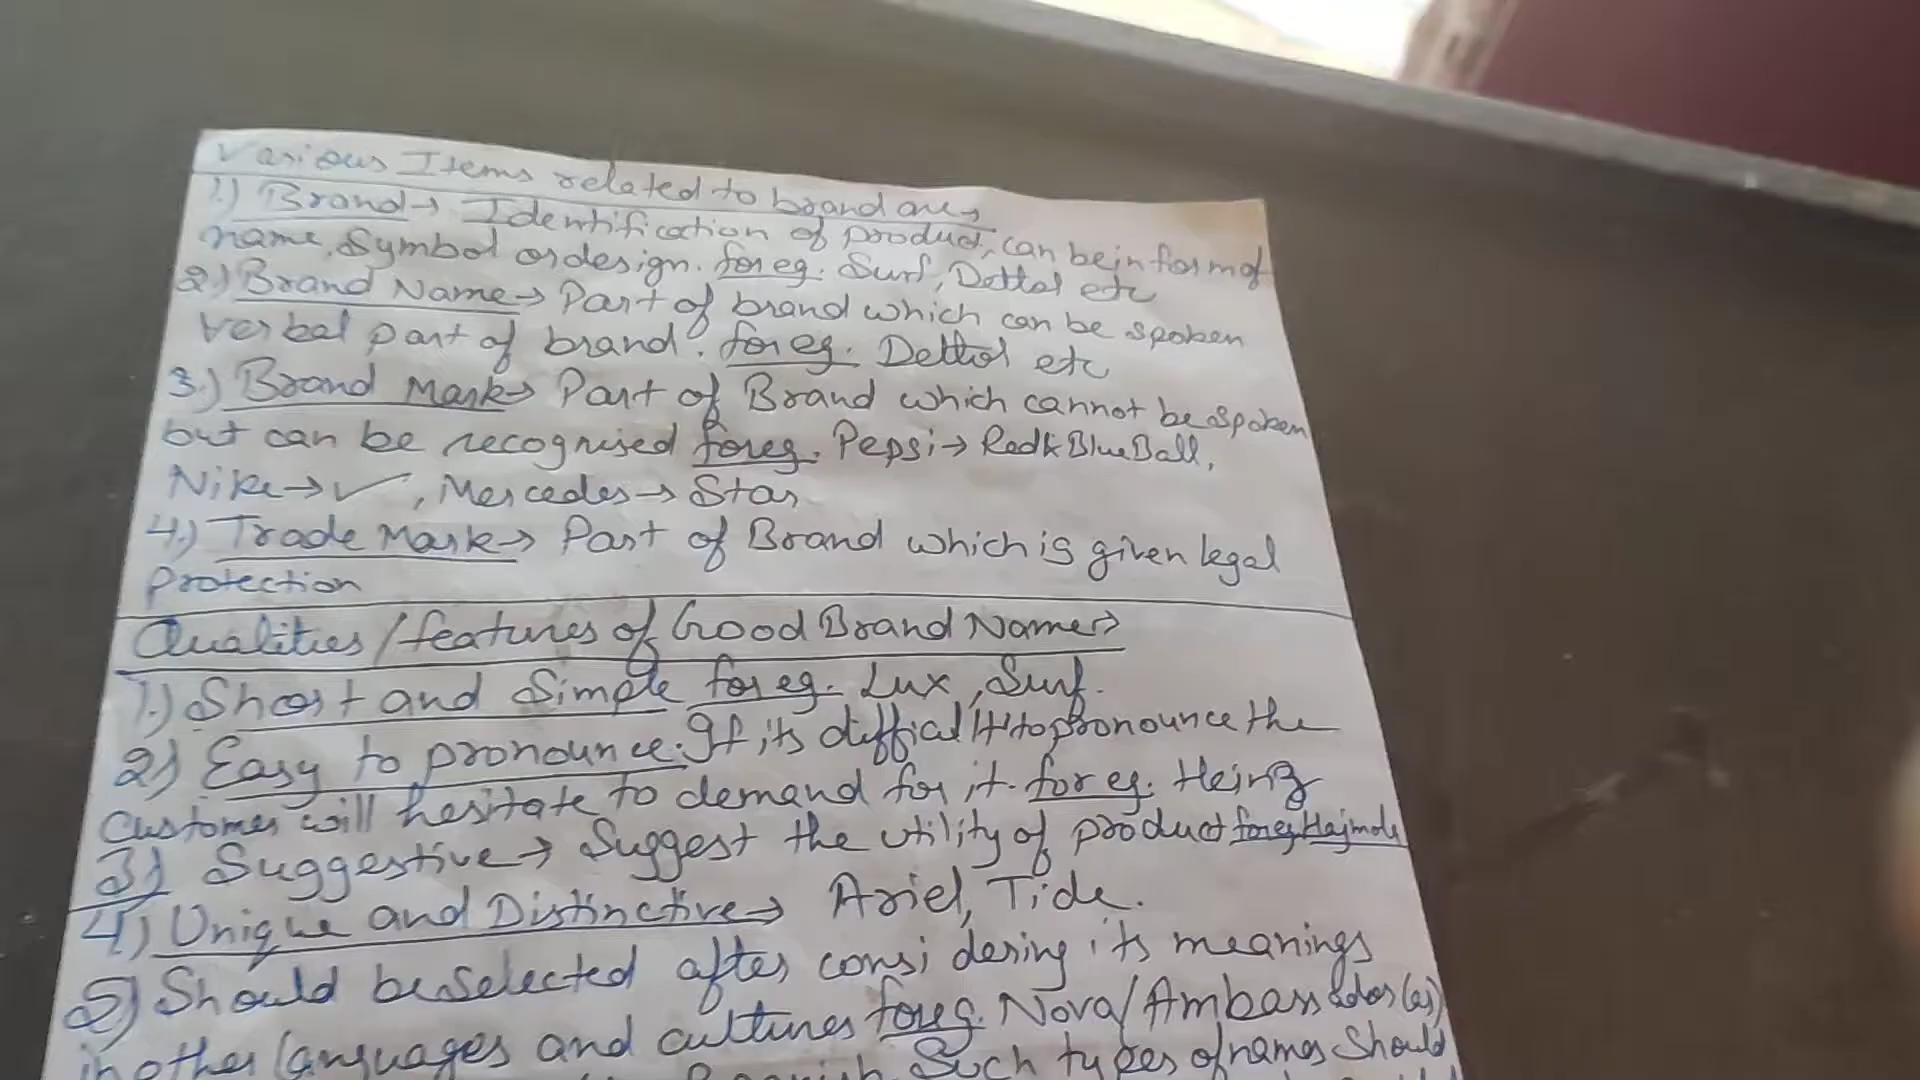 Various Items related to brand are→
1.) Brand→ Identification of product, can be in form of
name, Symbol or design. for eg. Surf, Dettol etc
2.) Brand Name→ Part of brand which can be spoken
verbal part of brand. for eg. Dettol etc
3.) Brand Mark→ Part of Brand which cannot be spoken
but can be recognised for eg. Pepsi→ Red & Blue Ball,
Nike→ ✓, Mercedes→ Star
4.) Trade Mark→ Part of Brand which is given legal
protection
Qualities/features of Good Brand Name→
1.) Short and Simple for eg. Lux, Surf.
2) Easy to pronounce. If its difficult to pronounce the
Customer will hesitate to demand for it. for eg. Heinz
3) Suggestive→ Suggest the utility of product for eg Hajmola
4) Unique and Distinctive→ Ariel, Tide.
5) Should be selected after considering its meanings
in other languages and cultures for eg. Nova/Ambassador (car)
Such types of names should